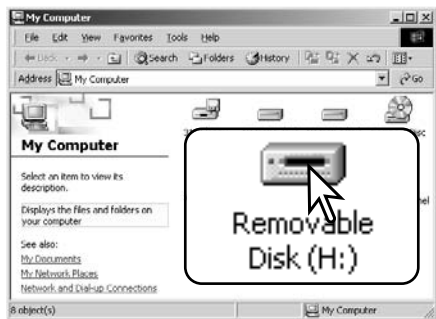 My Computer
File Edit View Favorites Tools Help
Back Search Folders History
Address My Computer Go
My Computer
Select an item to view its
description.
Displays the files and folders on
your computer
See also:
My Documents
My Network Places
Network and Dial-up Connections
Removable
Disk (H:)
8 object(s) My Computer